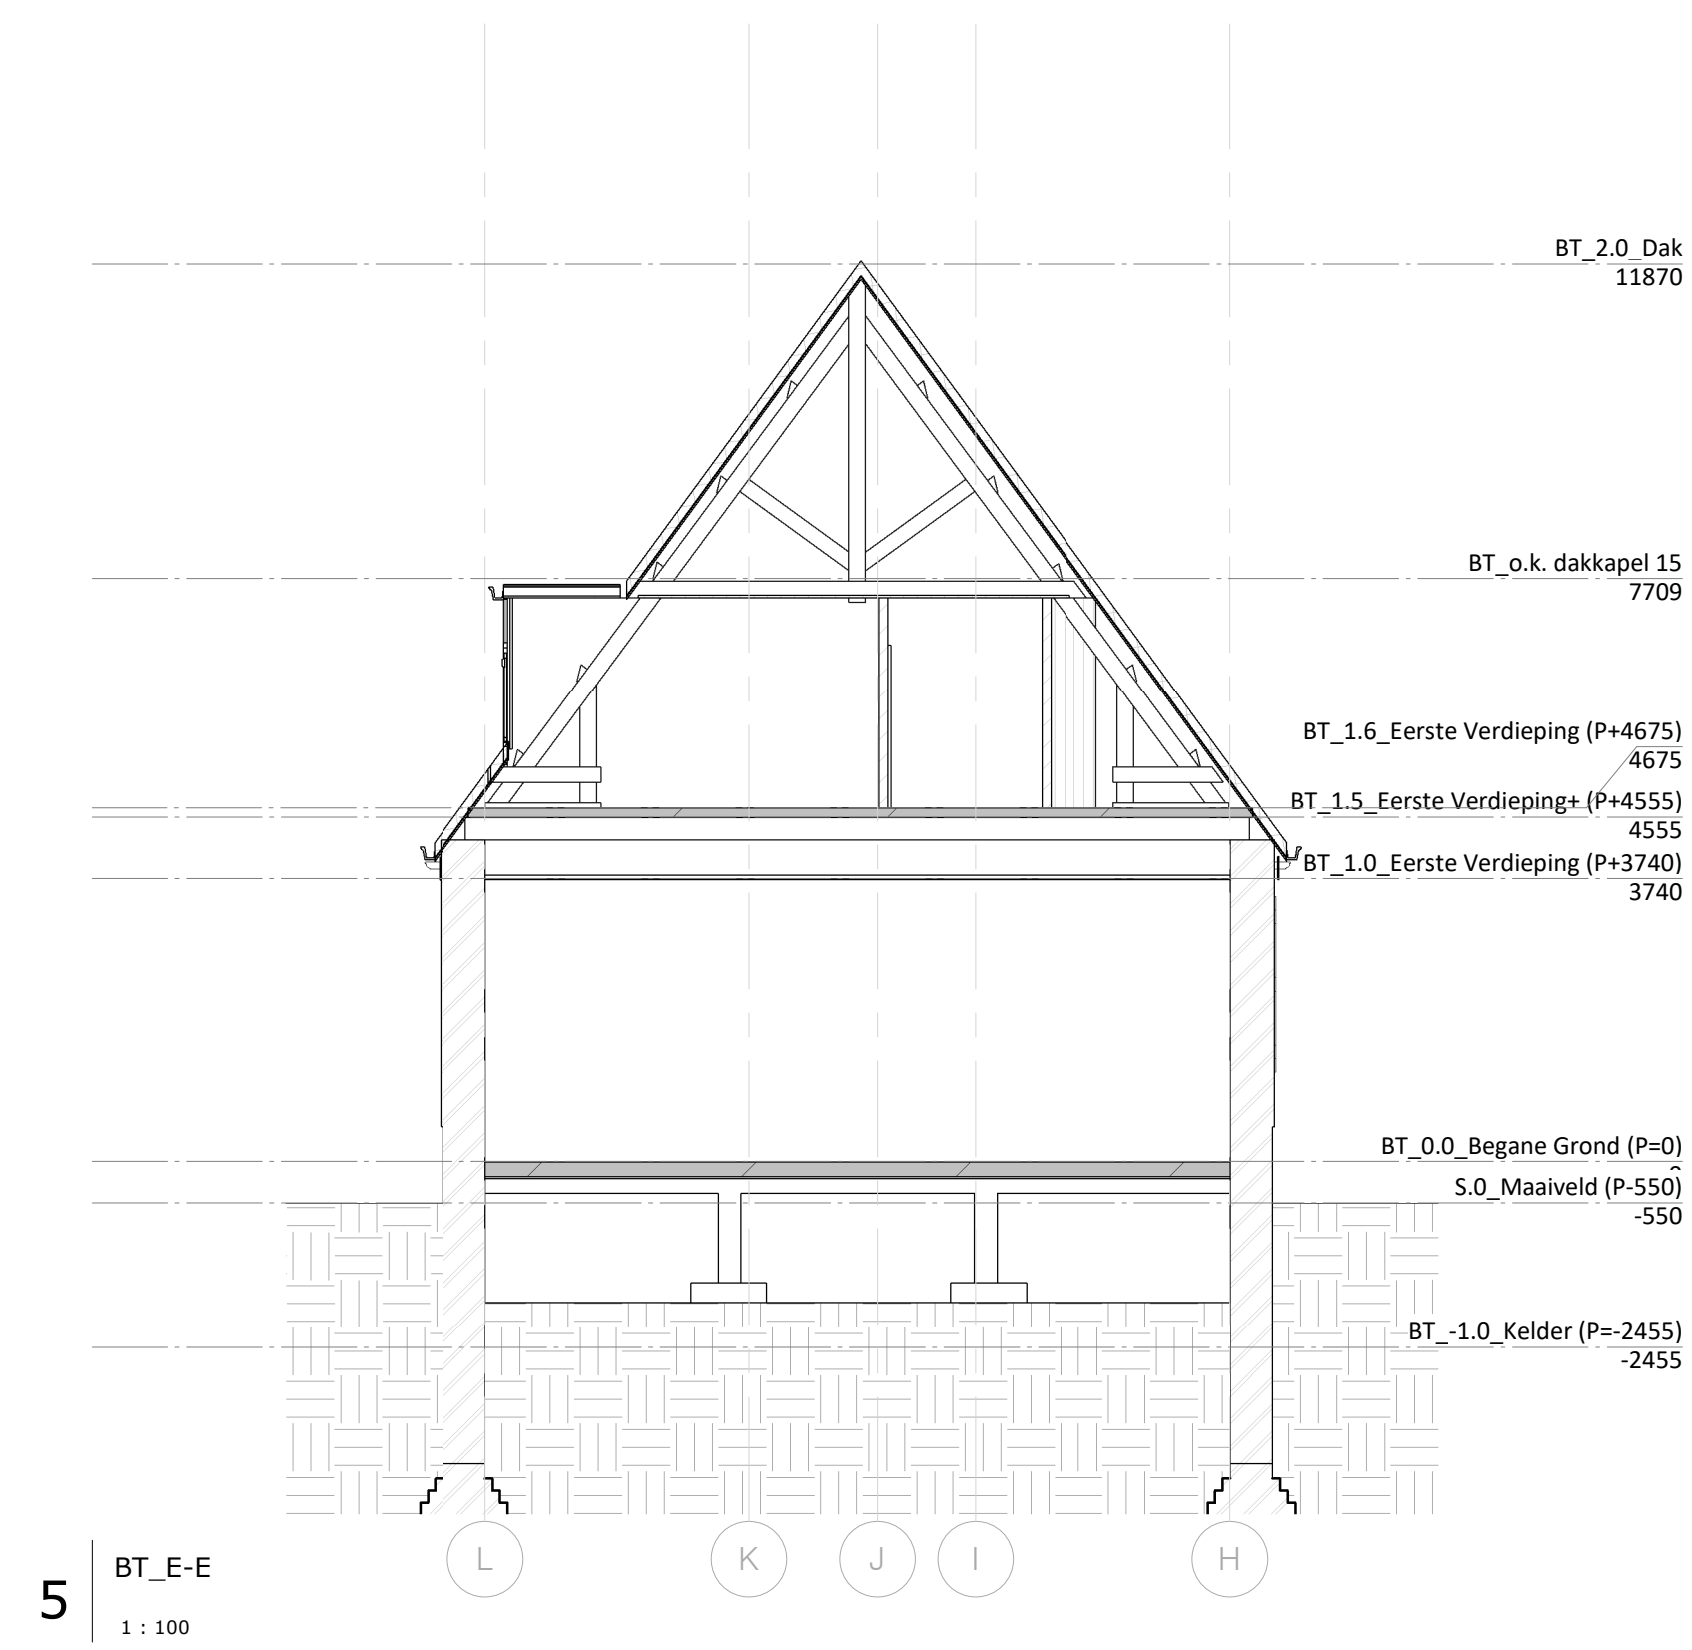 BT_2.0_Dak
11870
BT_o.k. dakkapel 15
7709
BT_1.6_Eerste Verdieping (P+4675)
4675
BT_1.5_Eerste Verdieping+ (P+4555)
4555
BT_1.0_Eerste Verdieping (P+3740)
3740
BT_0.0_Begane Grond (P=0)
S.0_Maaiveld (P-550)
-550
BT_-1.0_Kelder (P=-2455)
-2455
L K J I H
5
BT_E-E
1 : 100